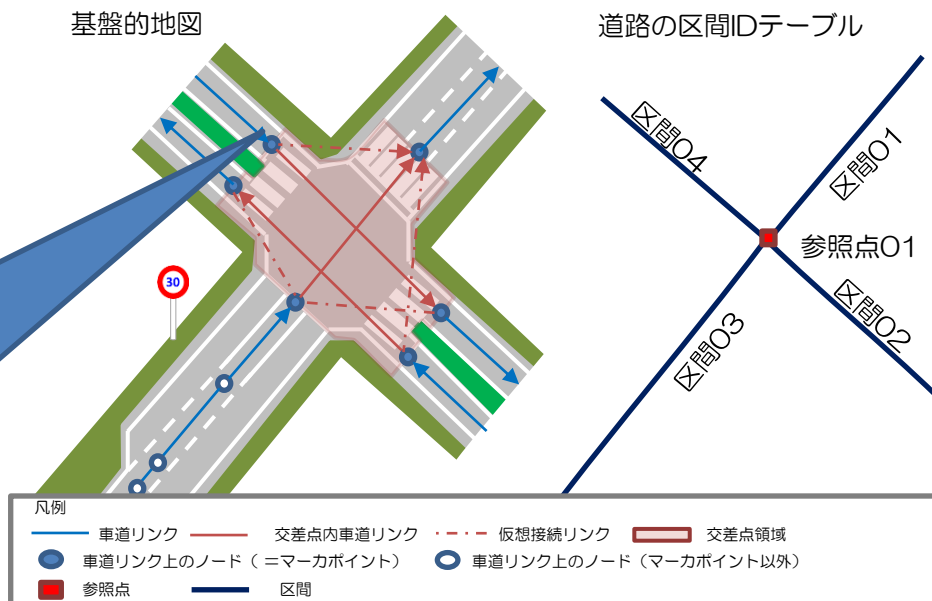 基盤的地図
道路の区間IDテーブル
区間04
区間01
参照点01
区間03
区間02
30
凡例
車道リンク
交差点内車道リンク
仮想接続リンク
交差点領域
車道リンク上のノード（＝マーカポイント）
車道リンク上のノード（マーカポイント以外）
参照点
区間